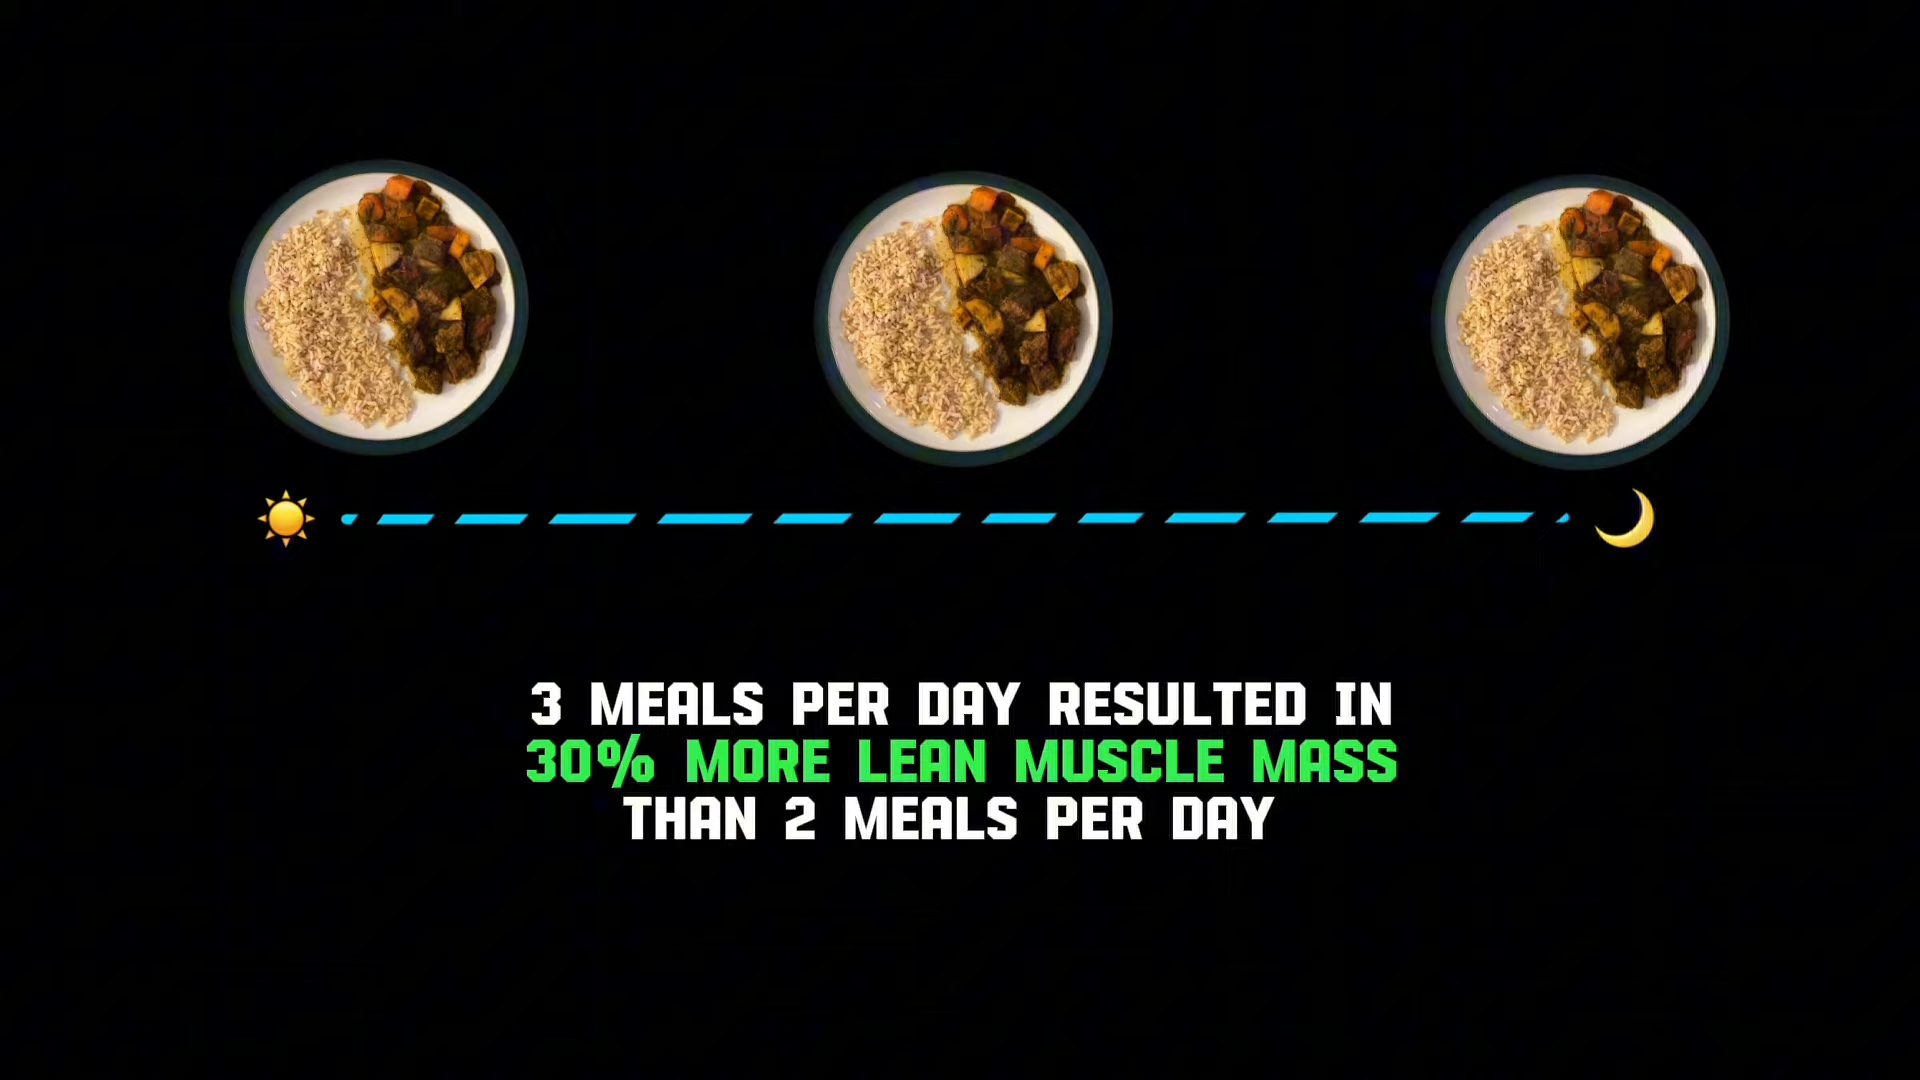 3 MEALS PER DAY RESULTED IN
30% MORE LEAN MUSCLE MASS
THAN 2 MEALS PER DAY